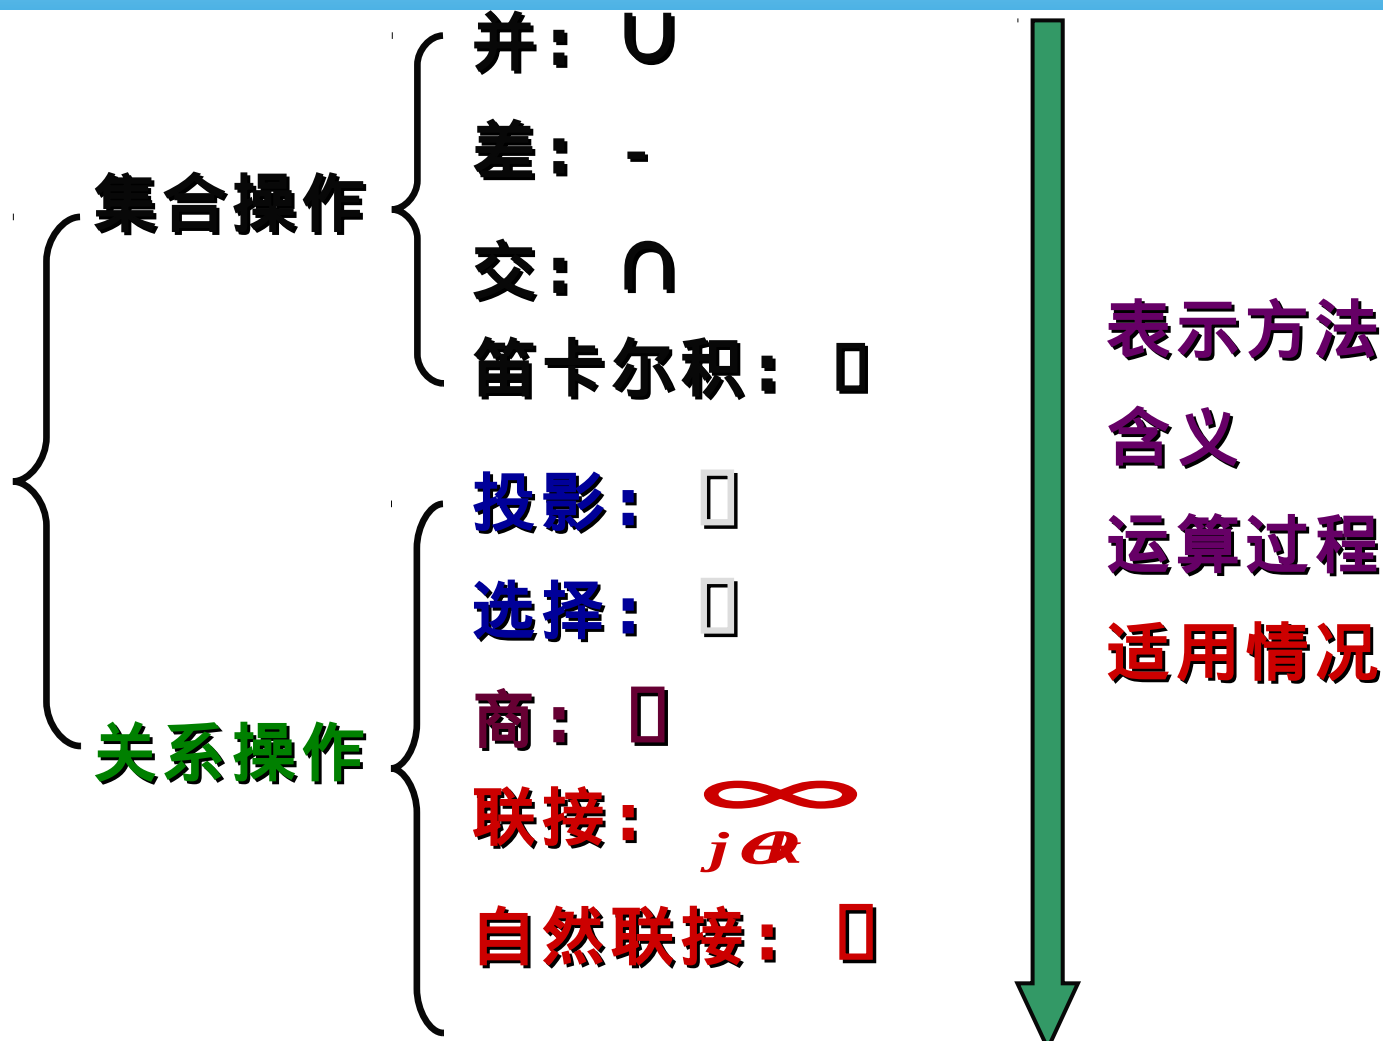 并： ∪
差： -
集合操作
交： ∩
笛卡尔积：
投影：
选择：
商：
关系操作
联接： ∞
jθk
自然联接：
表示方法
含义
运算过程
适用情况